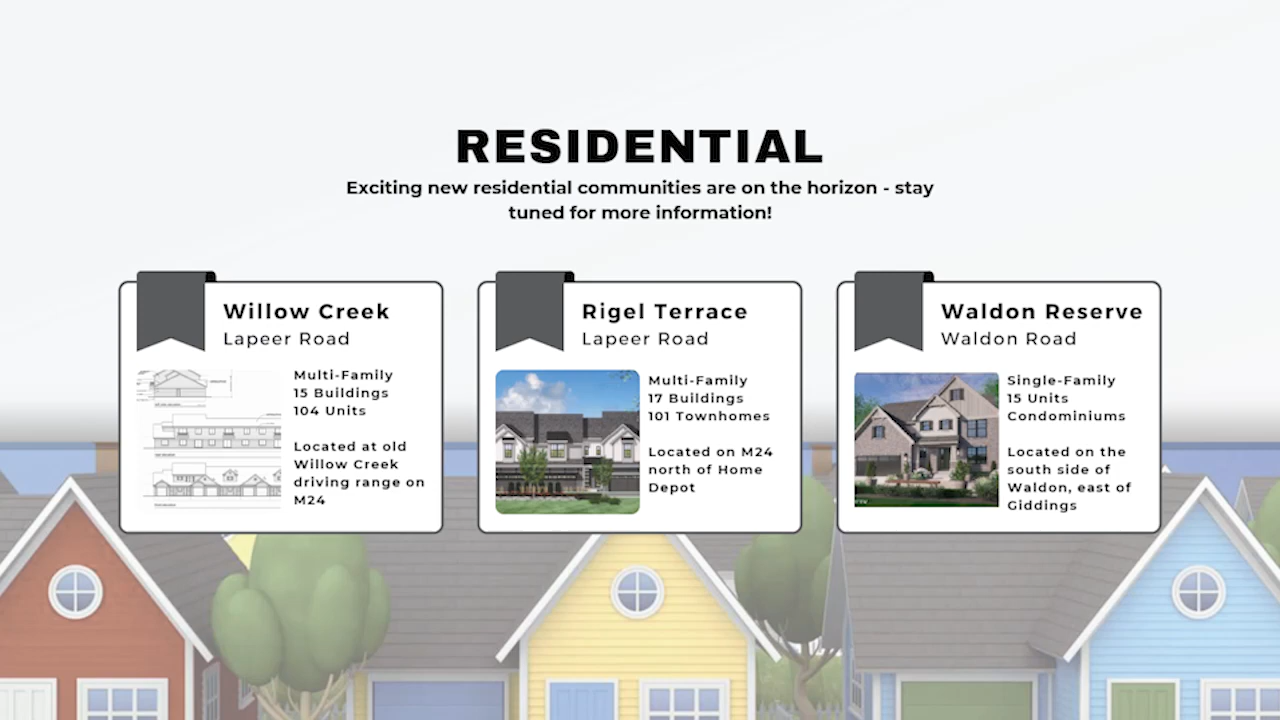 RESIDENTIAL
Exciting new residential communities are on the horizon - stay
tuned for more information!
Willow Creek
Lapeer Road
Multi-Family
15 Buildings
104 Units
Located at old
Willow Creek
driving range on
M24
Rigel Terrace
Lapeer Road
Multi-Family
17 Buildings
101 Townhomes
Located on M24
north of Home
Depot
Waldon Reserve
Waldon Road
Single-Family
15 Units
Condominiums
Located on the
south side of
Waldon, east of
Giddings